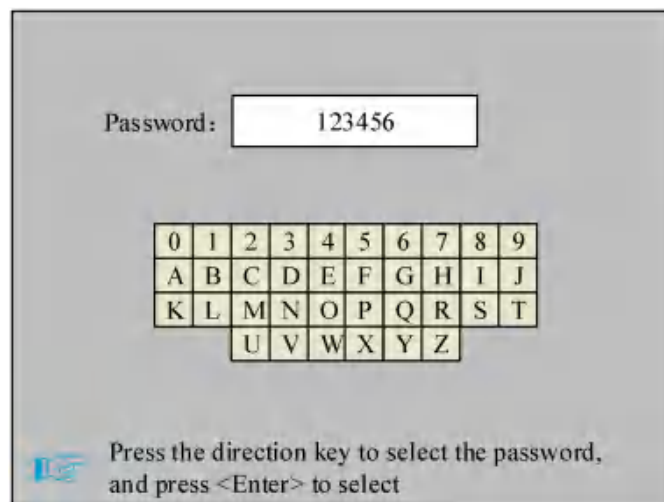 Password： 123456
0 1 2 3 4 5 6 7 8 9
A B C D E F G H I J
K L M N O P Q R S T
U V W X Y Z
Press the direction key to select the password,
and press <Enter> to select